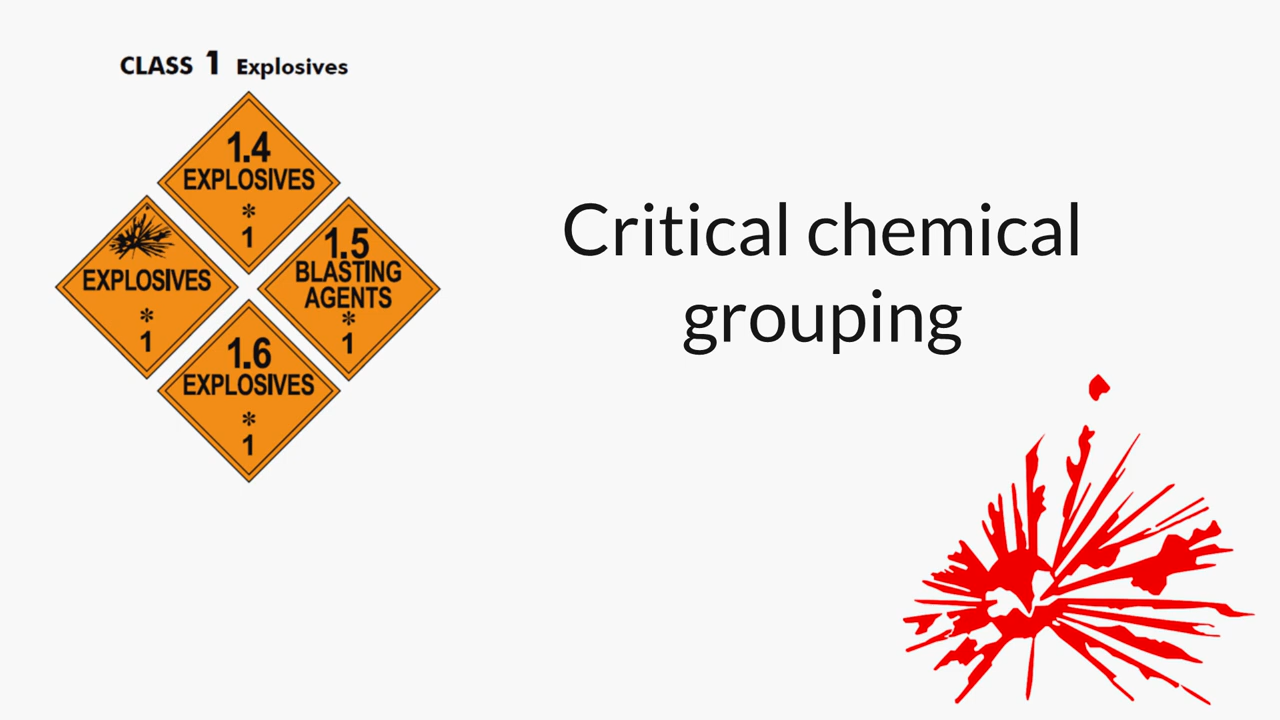 CLASS 1 Explosives
1.4
EXPLOSIVES
*
1
EXPLOSIVES
*
1
1.5
BLASTING
AGENTS
*
1
1.6
EXPLOSIVES
*
1
Critical chemical
grouping